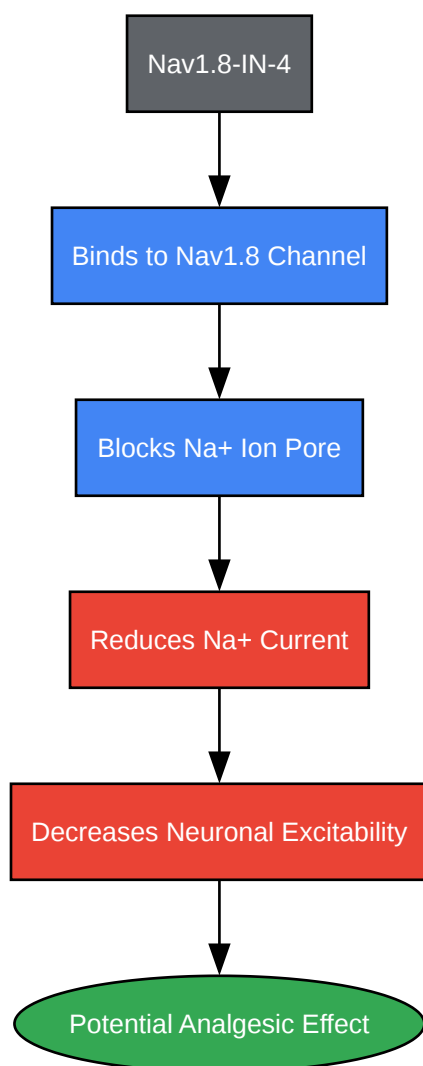 Nav1.8-IN-4
Binds to Nav1.8 Channel
Blocks Na+ Ion Pore
Reduces Na+ Current
Decreases Neuronal Excitability
Potential Analgesic Effect